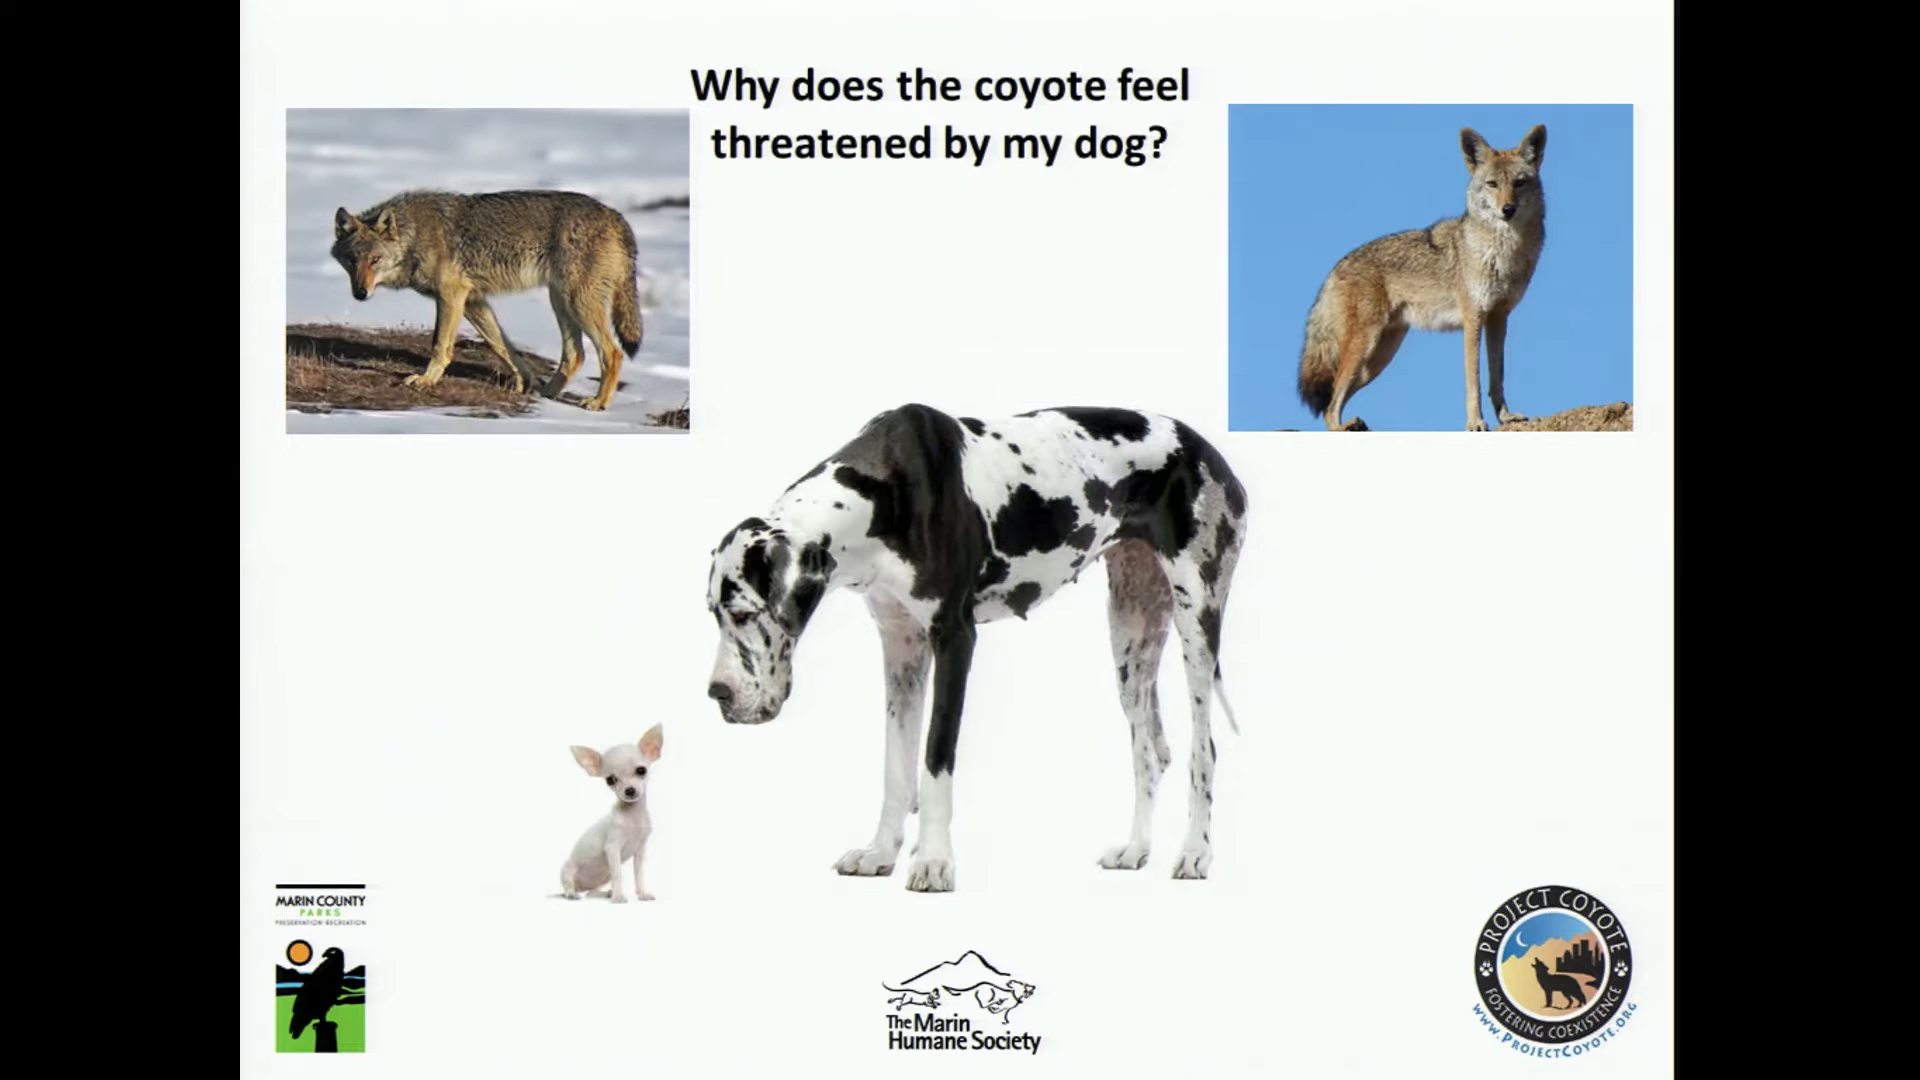 Why does the coyote feel
threatened by my dog?
MARIN COUNTY
PARKS
PRESERVATION·RECREATION
The Marin
Humane Society
PROJECT COYOTE
FOSTERING COEXISTENCE
WWW.PROJECTCOYOTE.ORG